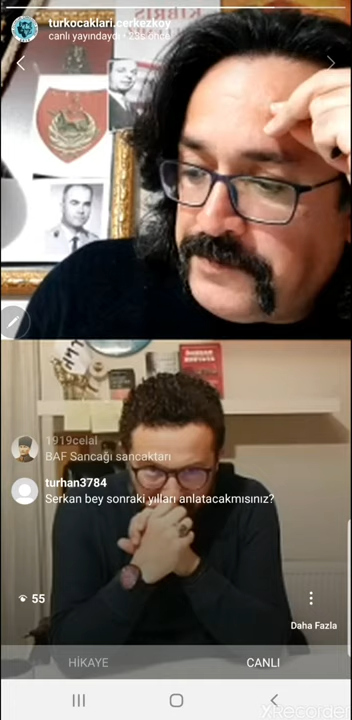 KIBRIS
turkocaklari.cerkezkoy
canlı yayındaydı • 23s önce
1919celal
BAF Sancağı sancaktarı
turhan3784
Serkan bey sonraki yılları anlatacakmısınız?
55
Daha Fazla
HİKAYE
CANLI
XRecorder